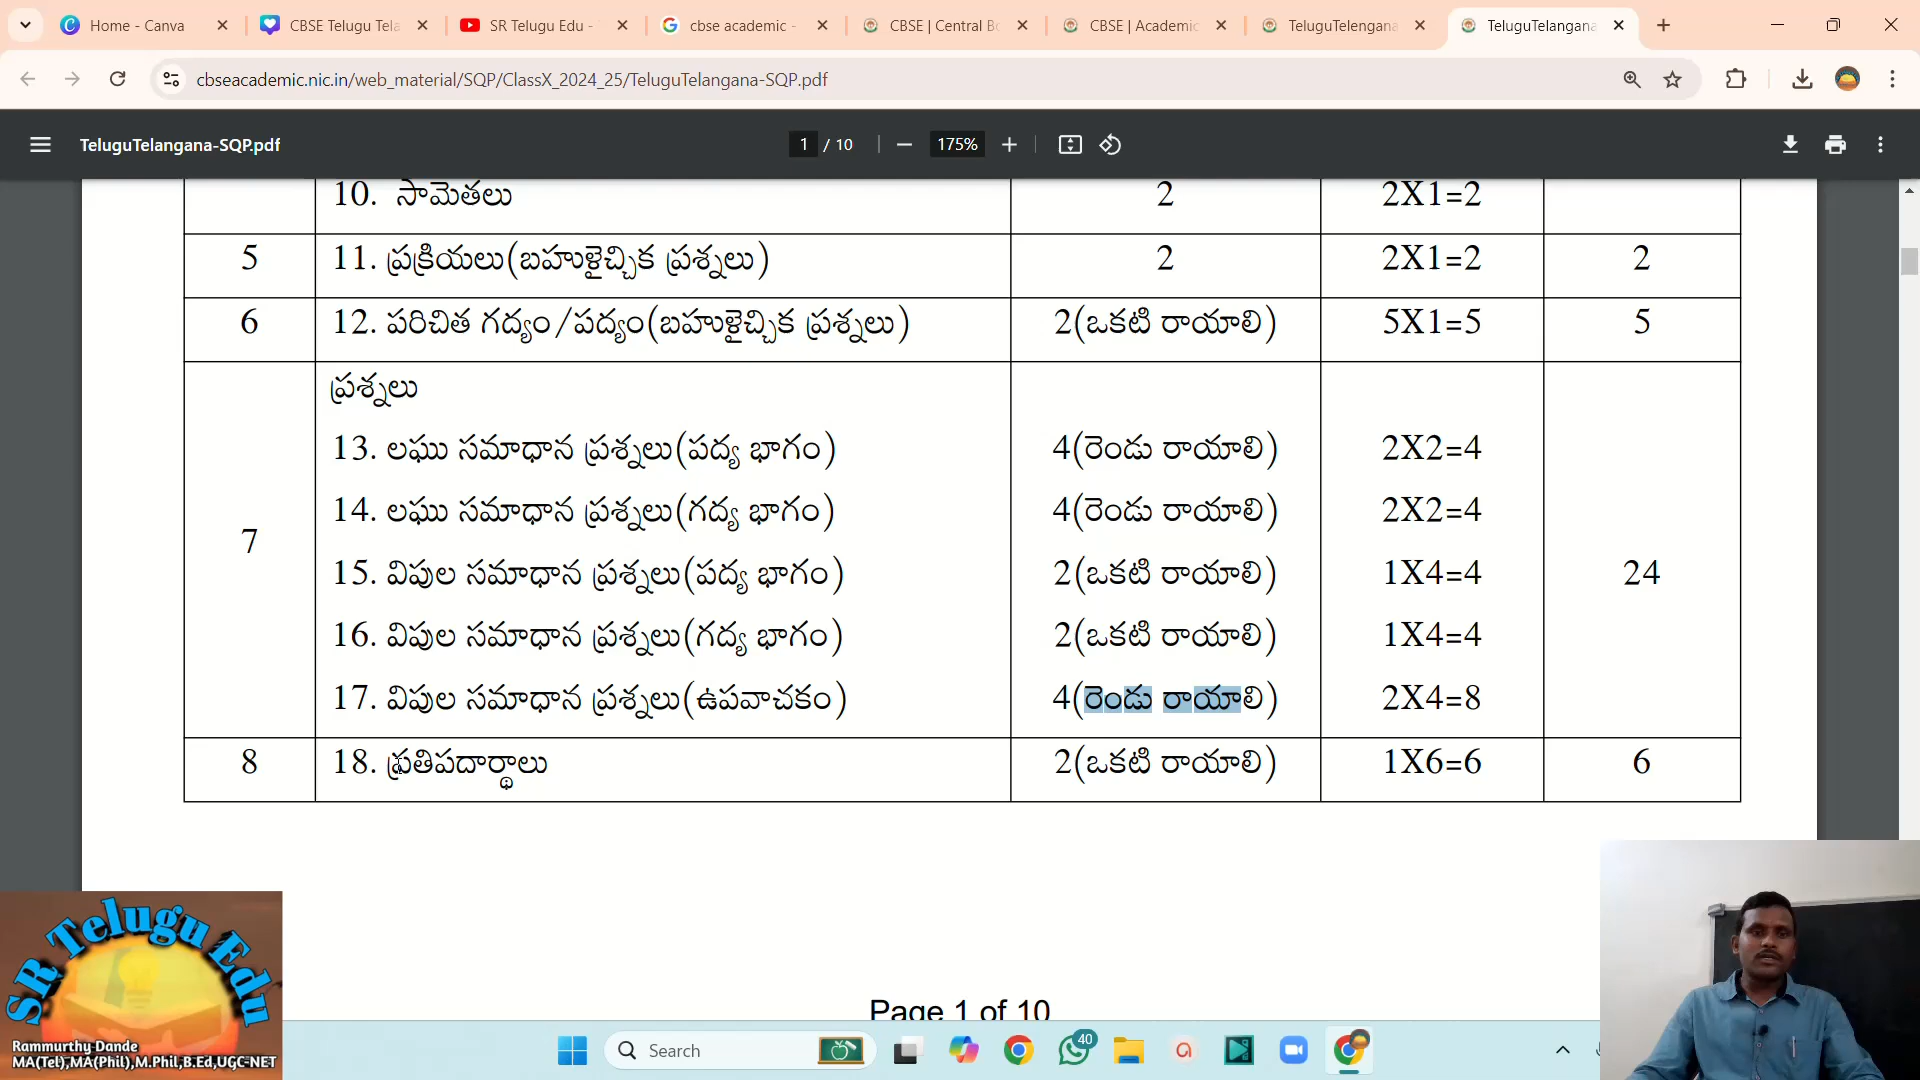 Home - Canva
CBSE Telugu Tela
SR Telugu Edu -
cbse academic -
CBSE | Central Bo
CBSE | Academic
TeluguTelengana
TeluguTelangana
cbseacademic.nic.in/web_material/SQP/ClassX_2024_25/TeluguTelangana-SQP.pdf
TeluguTelangana-SQP.pdf
1 / 10
175%
10. సామెతలు 2 2X1=2
5 11. ప్రక్రియలు(బహుళైచ్ఛిక ప్రశ్నలు) 2 2X1=2 2
6 12. పరిచిత గద్యం/పద్యం(బహుళైచ్ఛిక ప్రశ్నలు) 2(ఒకటి రాయాలి) 5X1=5 5
ప్రశ్నలు
13. లఘు సమాధాన ప్రశ్నలు(పద్య భాగం) 4(రెండు రాయాలి) 2X2=4
14. లఘు సమాధాన ప్రశ్నలు(గద్య భాగం) 4(రెండు రాయాలి) 2X2=4
7
15. విపుల సమాధాన ప్రశ్నలు(పద్య భాగం) 2(ఒకటి రాయాలి) 1X4=4 24
16. విపుల సమాధాన ప్రశ్నలు(గద్య భాగం) 2(ఒకటి రాయాలి) 1X4=4
17. విపుల సమాధాన ప్రశ్నలు(ఉపవాచకం) 4(రెండు రాయాలి) 2X4=8
8 18. ప్రతిపదార్థాలు 2(ఒకటి రాయాలి) 1X6=6 6
Page 1 of 10
SR Telugu Edu
Rammurthy Dande
MA(Tel),MA(Phil),M.Phil,B.Ed,UGC-NET
Search
40